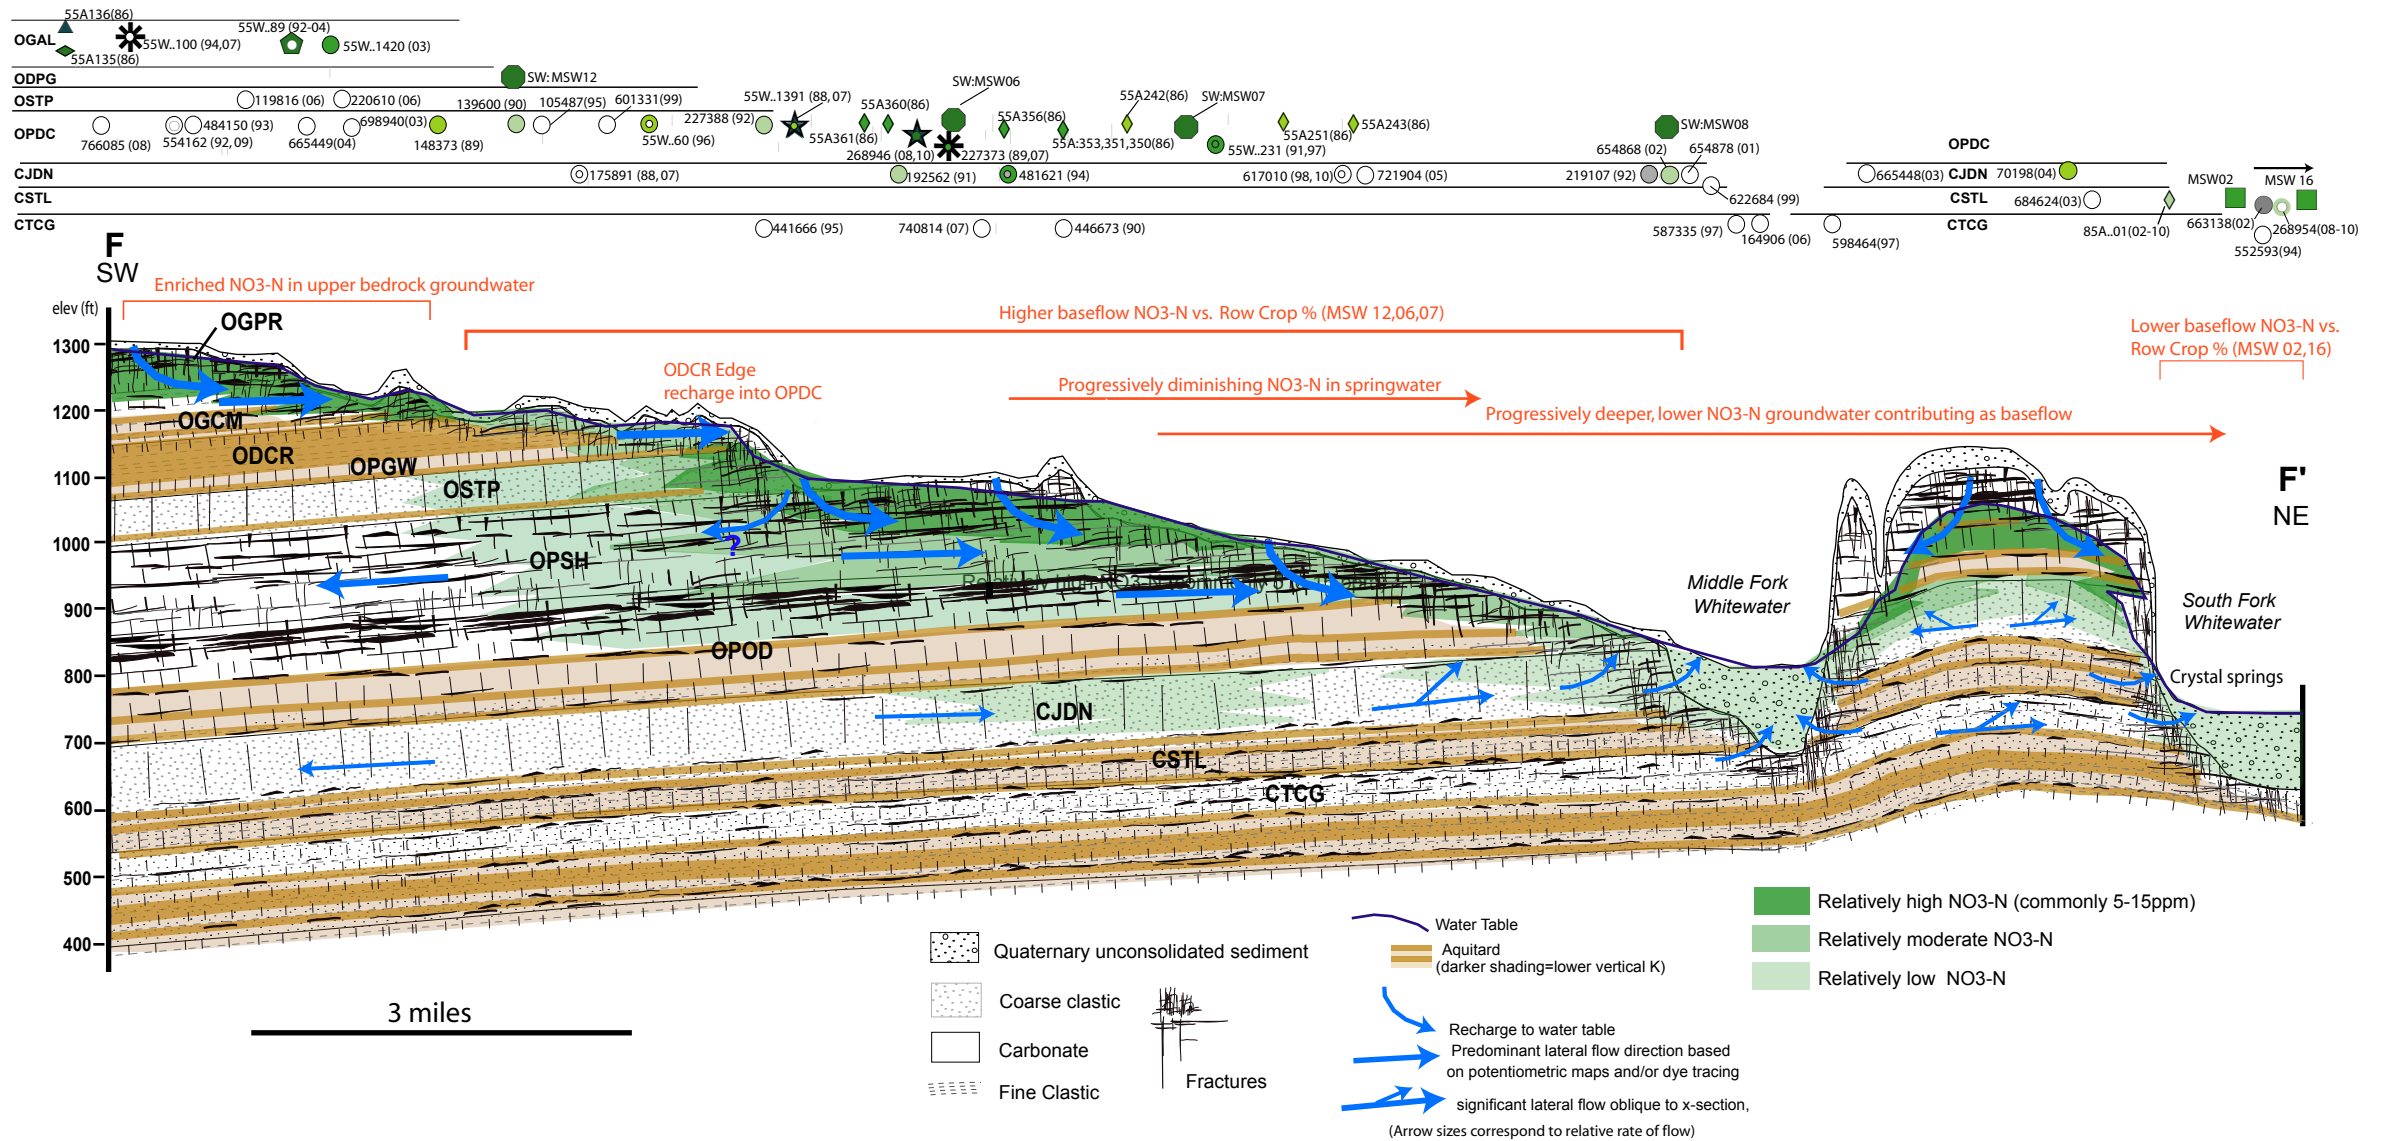 55A136(86)
OGAL
55W..100 (94,07)
55W..89 (92-04)
55W..1420 (03)
55A135(86)
ODPG
SW: MSW12
OSTP
119816 (06)
220610 (06)
139600 (90)
105487(95)
601331(99)
55W..1391 (88,07)
55A360(86)
SW:MSW06
55A356(86)
55A242(86)
SW:MSW07
OPDC
766085 (08)
554162 (92,09)
484150 (93)
665449(04)
698940(03)
148373 (89)
55W..60 (96)
227388 (92)
55A361(86)
268946 (08,10)
227373 (89,07)
55A:353,351,350(86)
55W..231 (91,97)
55A251(86)
55A243(86)
SW:MSW08
654868 (02)
654878 (01)
OPDC
CJDN
175891 (88, 07)
192562 (91)
481621 (94)
617010 (98, 10)
721904 (05)
219107 (92)
665448(03)
CJDN
70198(04)
MSW02
MSW 16
CSTL
622684 (99)
CSTL
684624(03)
CTCG
441666 (95)
740814 (07)
446673 (90)
587335 (97)
164906 (06)
598464(97)
CTCG
85A..01(02-10)
663138(02)
268954(08-10)
552593(94)
F
SW
elev (ft)
Enriched NO3-N in upper bedrock groundwater
Higher baseflow NO3-N vs. Row Crop % (MSW 12,06,07)
Lower baseflow NO3-N vs.
Row Crop % (MSW 02,16)
ODCR Edge
recharge into OPDC
Progressively diminishing NO3-N in springwater
Progressively deeper, lower NO3-N groundwater contributing as baseflow
F'
NE
OGPR
1300
1200
1100
1000
900
800
700
600
500
400
OGCM
ODCR
OPGW
OSTP
OPSH
?
OPOD
CJDN
CSTL
CTCG
Middle Fork
Whitewater
South Fork
Whitewater
Crystal springs
3 miles
Quaternary unconsolidated sediment
Coarse clastic
Carbonate
Fine Clastic
Fractures
Water Table
Aquitard
(darker shading=lower vertical K)
Recharge to water table
Predominant lateral flow direction based
on potentiometric maps and/or dye tracing
significant lateral flow oblique to x-section,
(Arrow sizes correspond to relative rate of flow)
Relatively high NO3-N (commonly 5-15ppm)
Relatively moderate NO3-N
Relatively low NO3-N